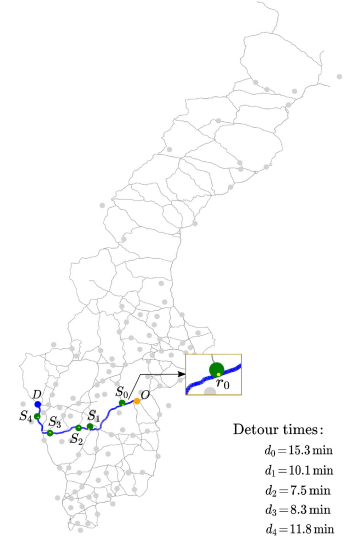 D
S₀
O
r₀
S₄
S₃
S₁
S₂
Detour times:
d₀=15.3 min
d₁=10.1 min
d₂=7.5 min
d₃=8.3 min
d₄=11.8 min